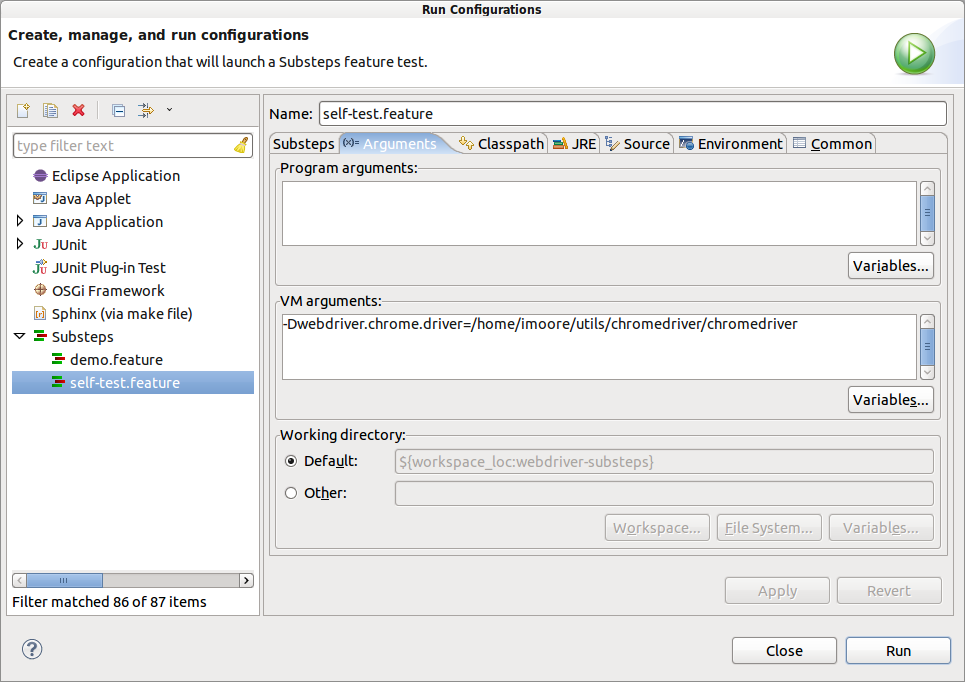 Run Configurations
Create, manage, and run configurations
Create a configuration that will launch a Substeps feature test.
type filter text
Eclipse Application
Java Applet
Java Application
JUnit
JUnit Plug-in Test
OSGi Framework
Sphinx (via make file)
Substeps
demo.feature
self-test.feature
Filter matched 86 of 87 items
Name: self-test.feature
Substeps (x)= Arguments Classpath JRE Source Environment Common
Program arguments:
Variables...
VM arguments:
-Dwebdriver.chrome.driver=/home/imoore/utils/chromedriver/chromedriver
Variables...
Working directory:
Default: ${workspace_loc:webdriver-substeps}
Other:
Workspace... File System... Variables...
Apply Revert
? Close Run